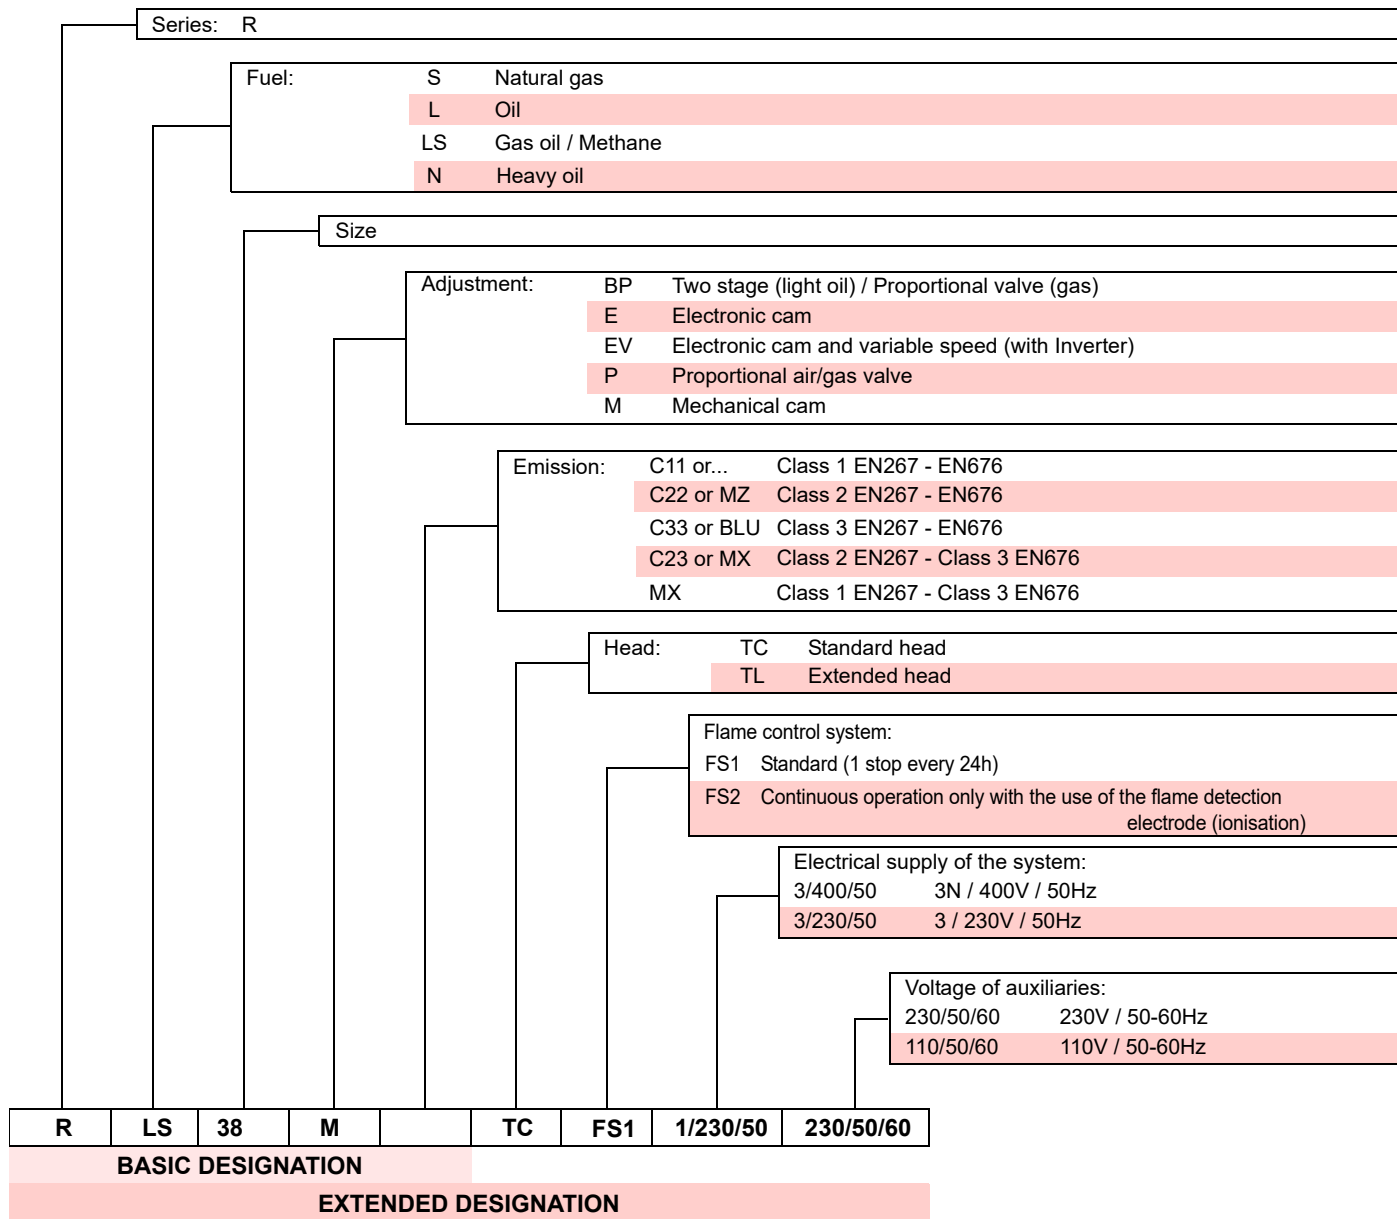 Series: R
Fuel: S Natural gas
L Oil
LS Gas oil / Methane
N Heavy oil
Size
Adjustment: BP Two stage (light oil) / Proportional valve (gas)
E Electronic cam
EV Electronic cam and variable speed (with Inverter)
P Proportional air/gas valve
M Mechanical cam
Emission: C11 or... Class 1 EN267 - EN676
C22 or MZ Class 2 EN267 - EN676
C33 or BLU Class 3 EN267 - EN676
C23 or MX Class 2 EN267 - Class 3 EN676
MX Class 1 EN267 - Class 3 EN676
Head: TC Standard head
TL Extended head
Flame control system:
FS1 Standard (1 stop every 24h)
FS2 Continuous operation only with the use of the flame detection
electrode (ionisation)
Electrical supply of the system:
3/400/50 3N / 400V / 50Hz
3/230/50 3 / 230V / 50Hz
Voltage of auxiliaries:
230/50/60 230V / 50-60Hz
110/50/60 110V / 50-60Hz
R LS 38 M TC FS1 1/230/50 230/50/60
BASIC DESIGNATION
EXTENDED DESIGNATION